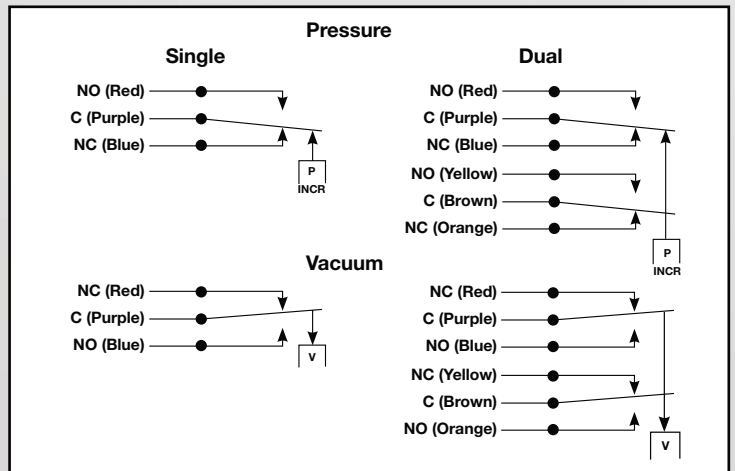 Pressure
Single
NO (Red)
C (Purple)
NC (Blue)
P
INCR
Dual
NO (Red)
C (Purple)
NC (Blue)
NO (Yellow)
C (Brown)
NC (Orange)
P
INCR
Vacuum
NC (Red)
C (Purple)
NO (Blue)
V
NC (Red)
C (Purple)
NO (Blue)
NC (Yellow)
C (Brown)
NO (Orange)
V